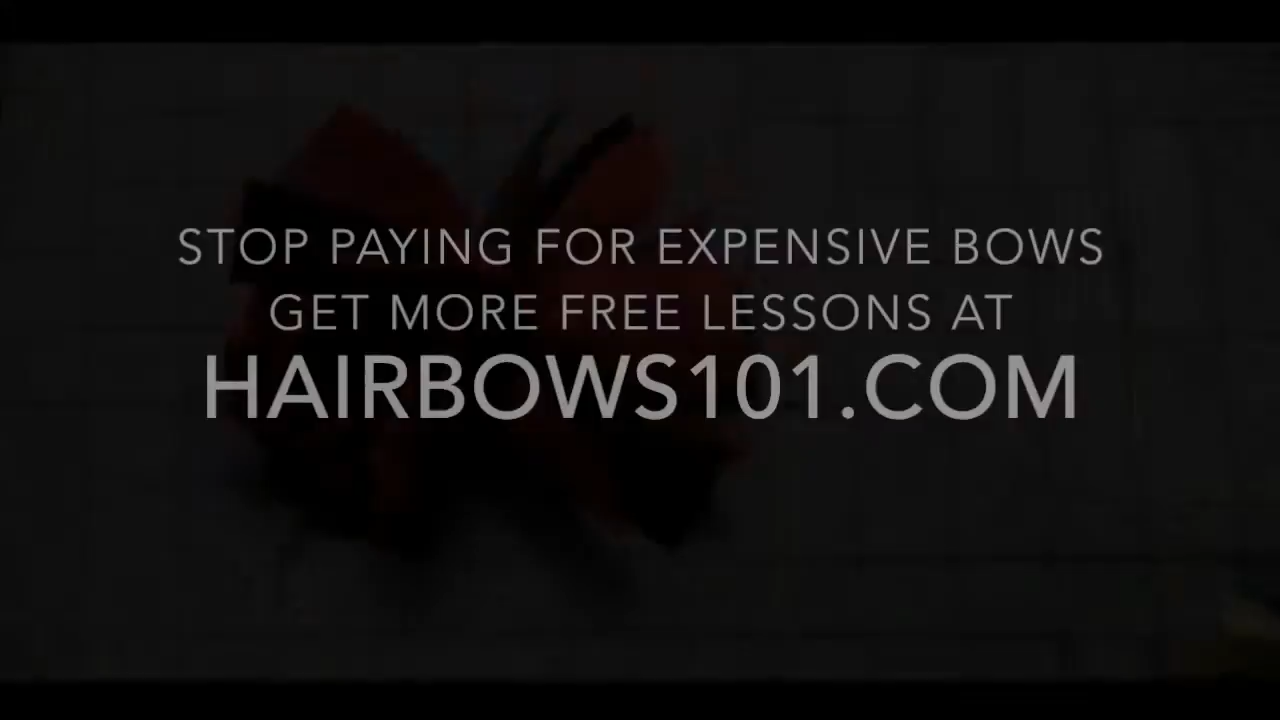 STOP PAYING FOR EXPENSIVE BOWS
GET MORE FREE LESSONS AT
HAIRBOWS101.COM